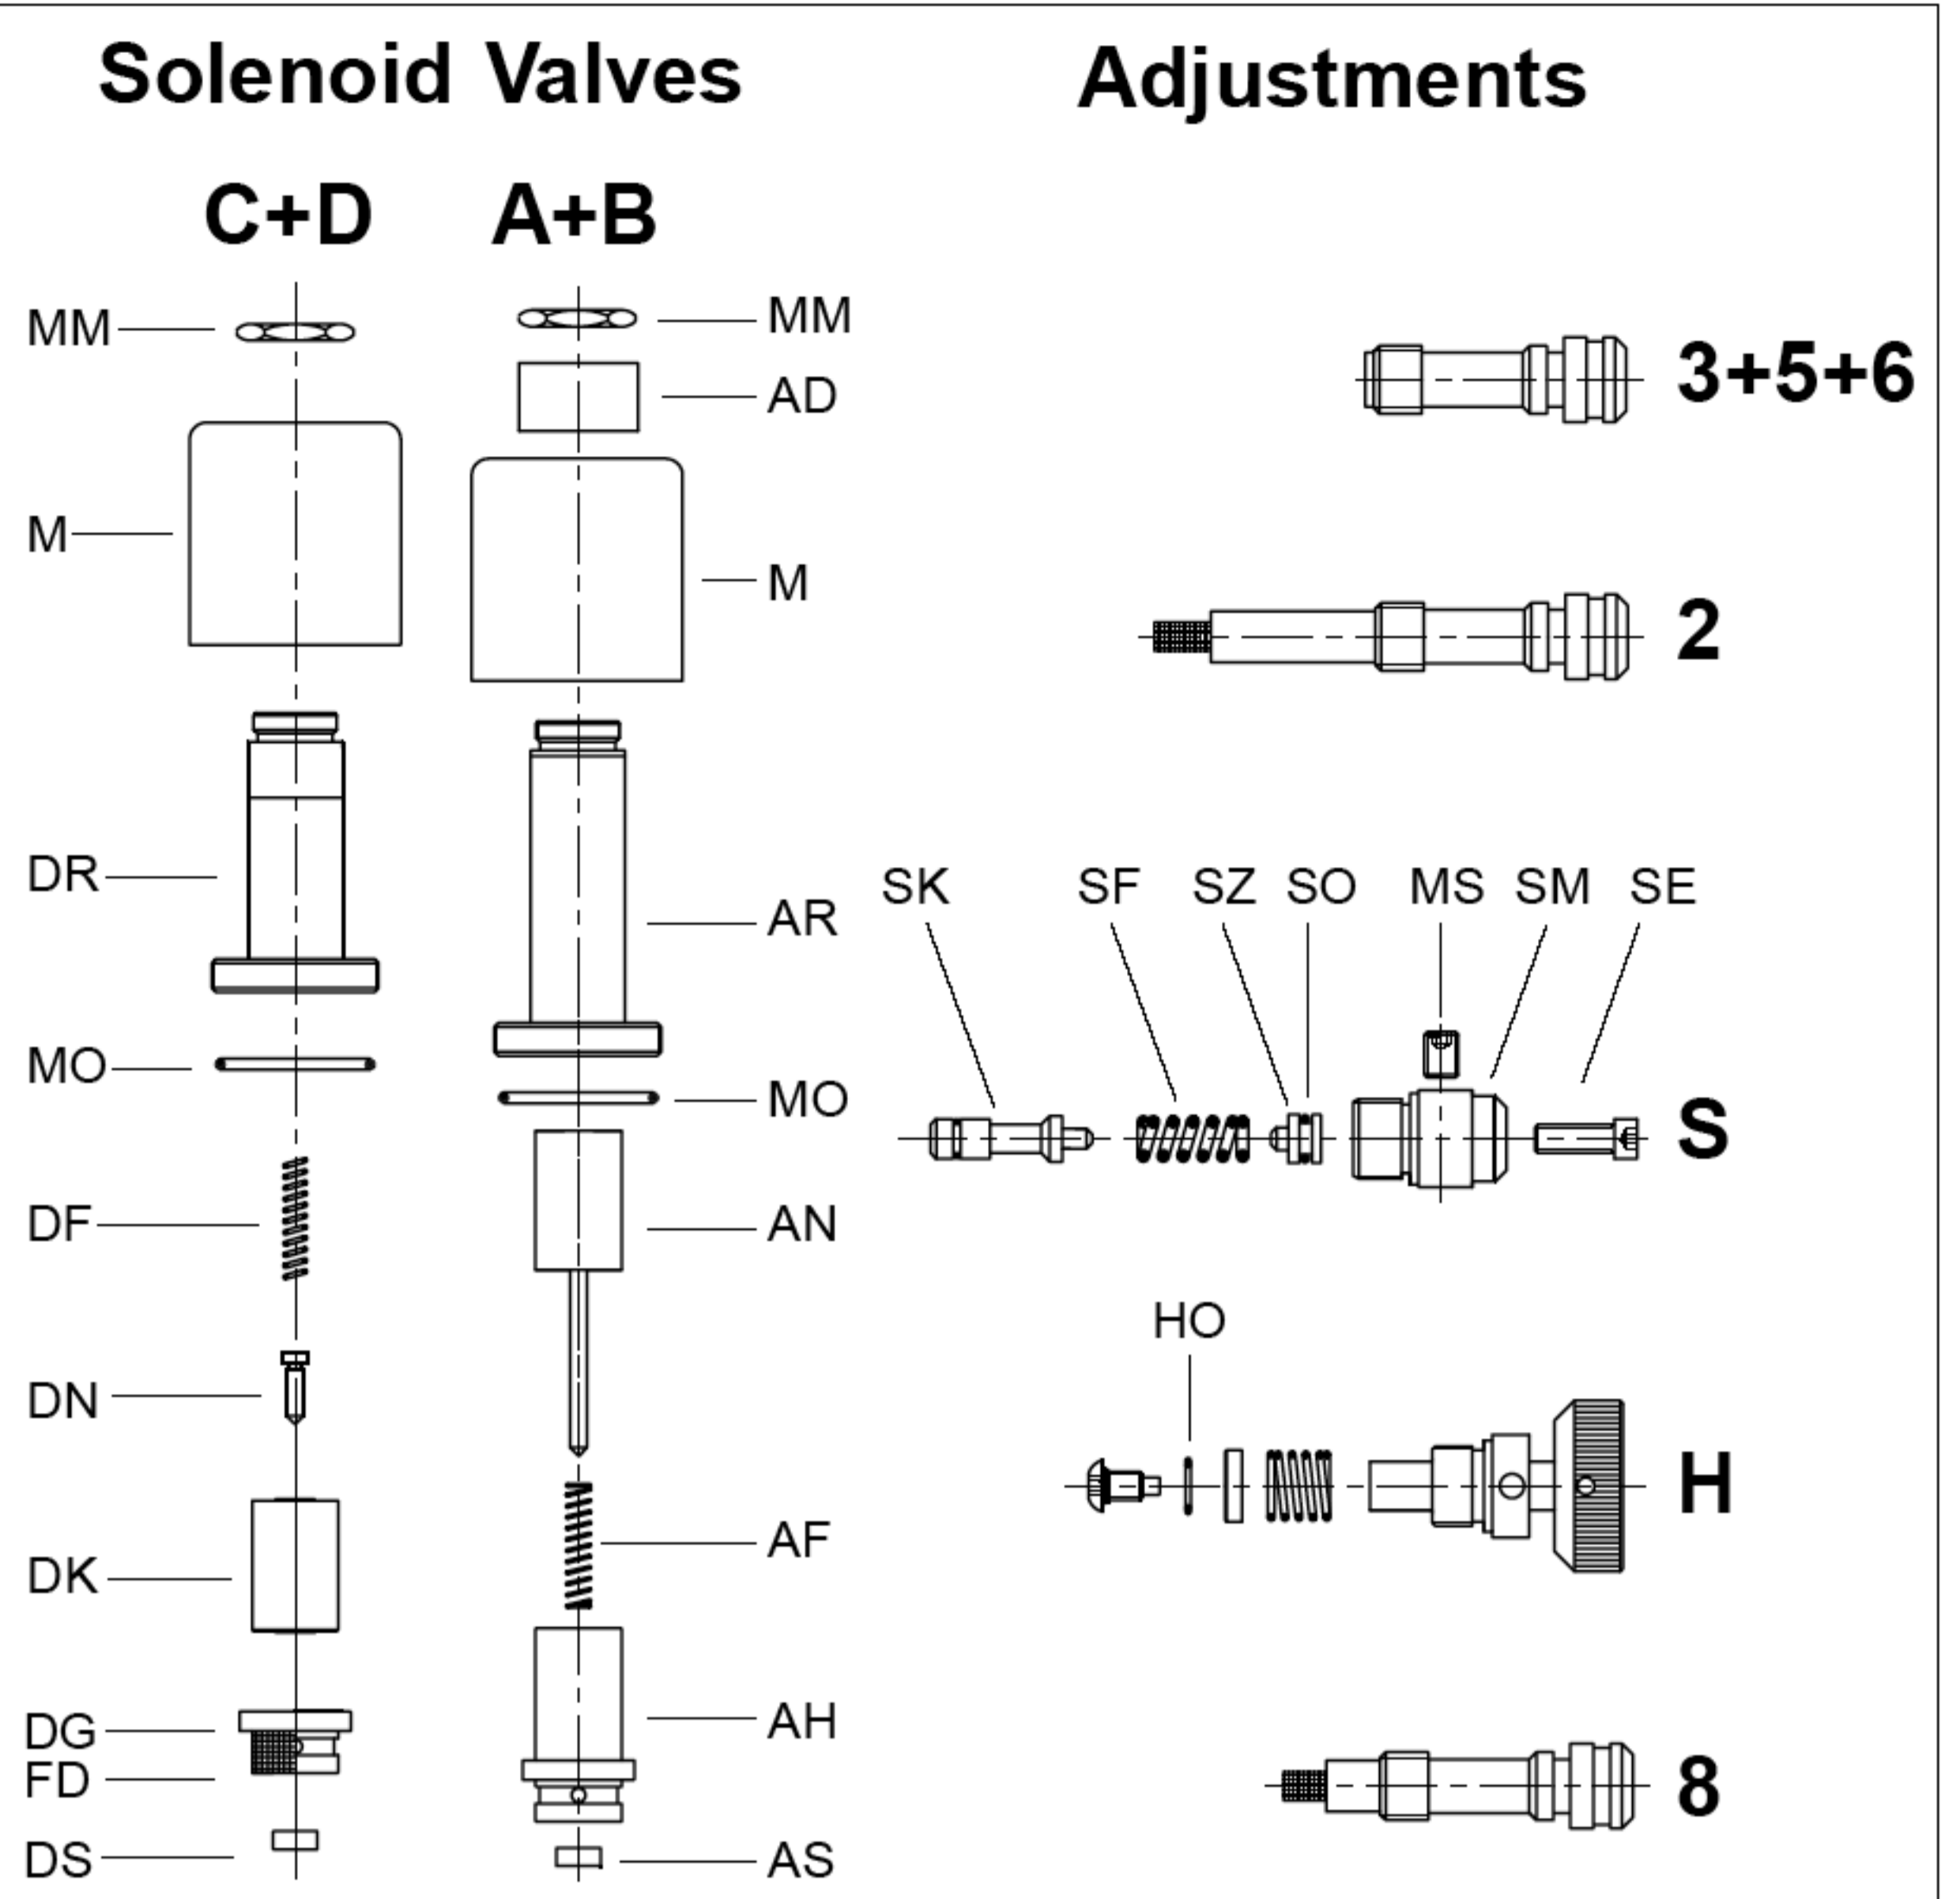 Solenoid Valves
Adjustments
C+D
A+B
MM
MM
AD
3+5+6
M
M
2
DR
AR
SK SF SZ SO MS SM SE
MO
MO
S
DF
AN
HO
DN
H
DK
AF
DG
AH
FD
8
DS
AS